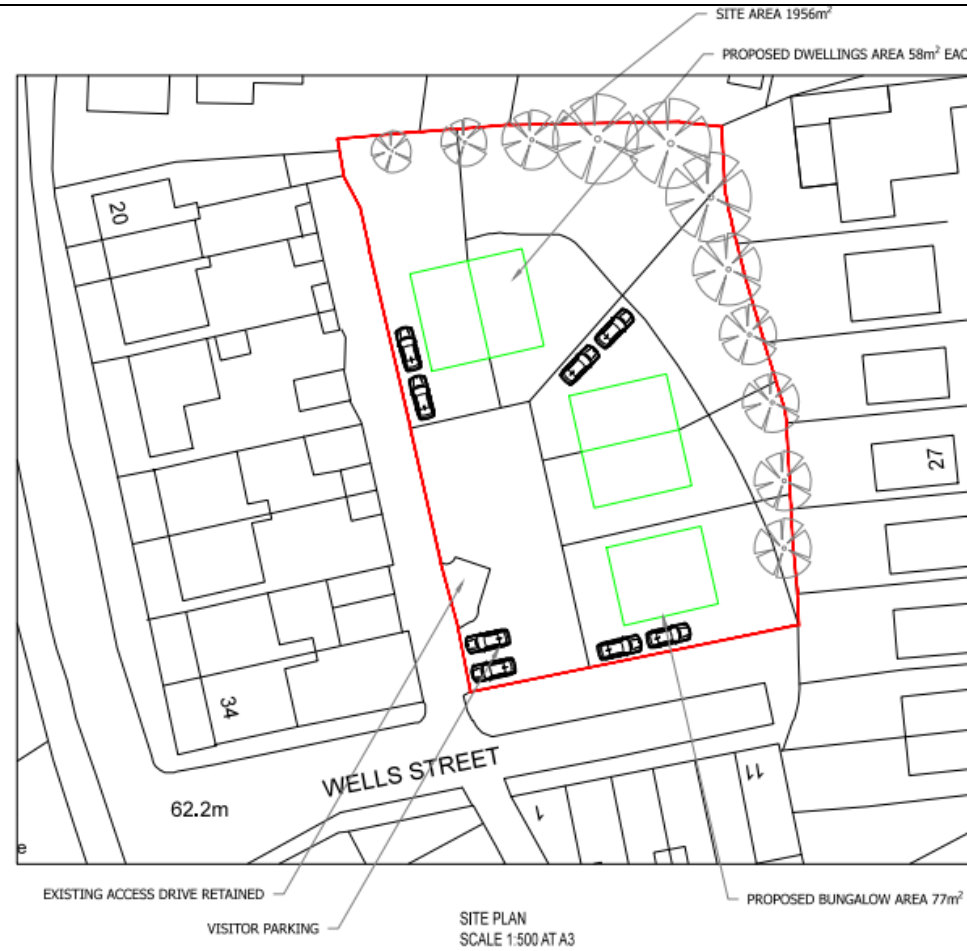 SITE AREA 1956m²
PROPOSED DWELLINGS AREA 58m² EAC
20
27
34
WELLS STREET
11
1
62.2m
e
EXISTING ACCESS DRIVE RETAINED
PROPOSED BUNGALOW AREA 77m²
VISITOR PARKING
SITE PLAN
SCALE 1:500 AT A3